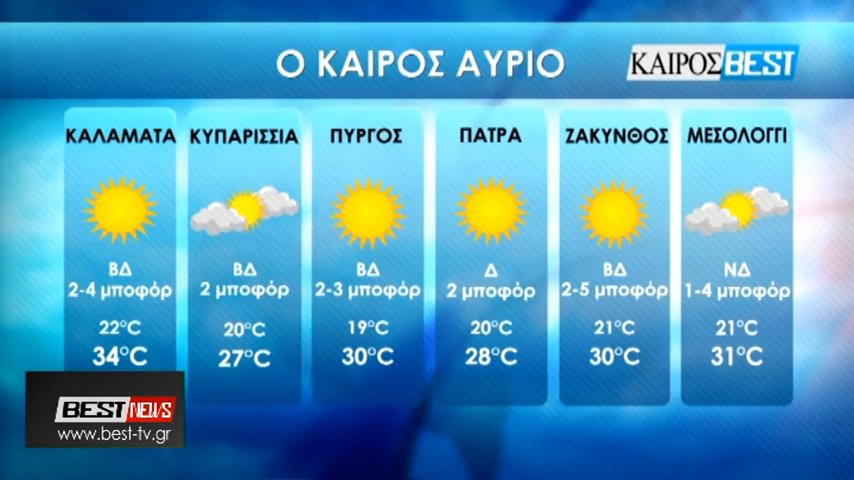 Ο ΚΑΙΡΟΣ ΑΥΡΙΟ
ΚΑΙΡΟΣ BEST
ΚΑΛΑΜΑΤΑ
ΒΔ
2-4 μποφόρ
22°C
34°C
ΚΥΠΑΡΙΣΣΙΑ
ΒΔ
2 μποφόρ
20°C
27°C
ΠΥΡΓΟΣ
ΒΔ
2-3 μποφόρ
19°C
30°C
ΠΑΤΡΑ
Δ
2 μποφόρ
20°C
28°C
ΖΑΚΥΝΘΟΣ
ΒΔ
2-5 μποφόρ
21°C
30°C
ΜΕΣΟΛΟΓΓΙ
ΝΔ
1-4 μποφόρ
21°C
31°C
BEST NEWS
www.best-tv.gr